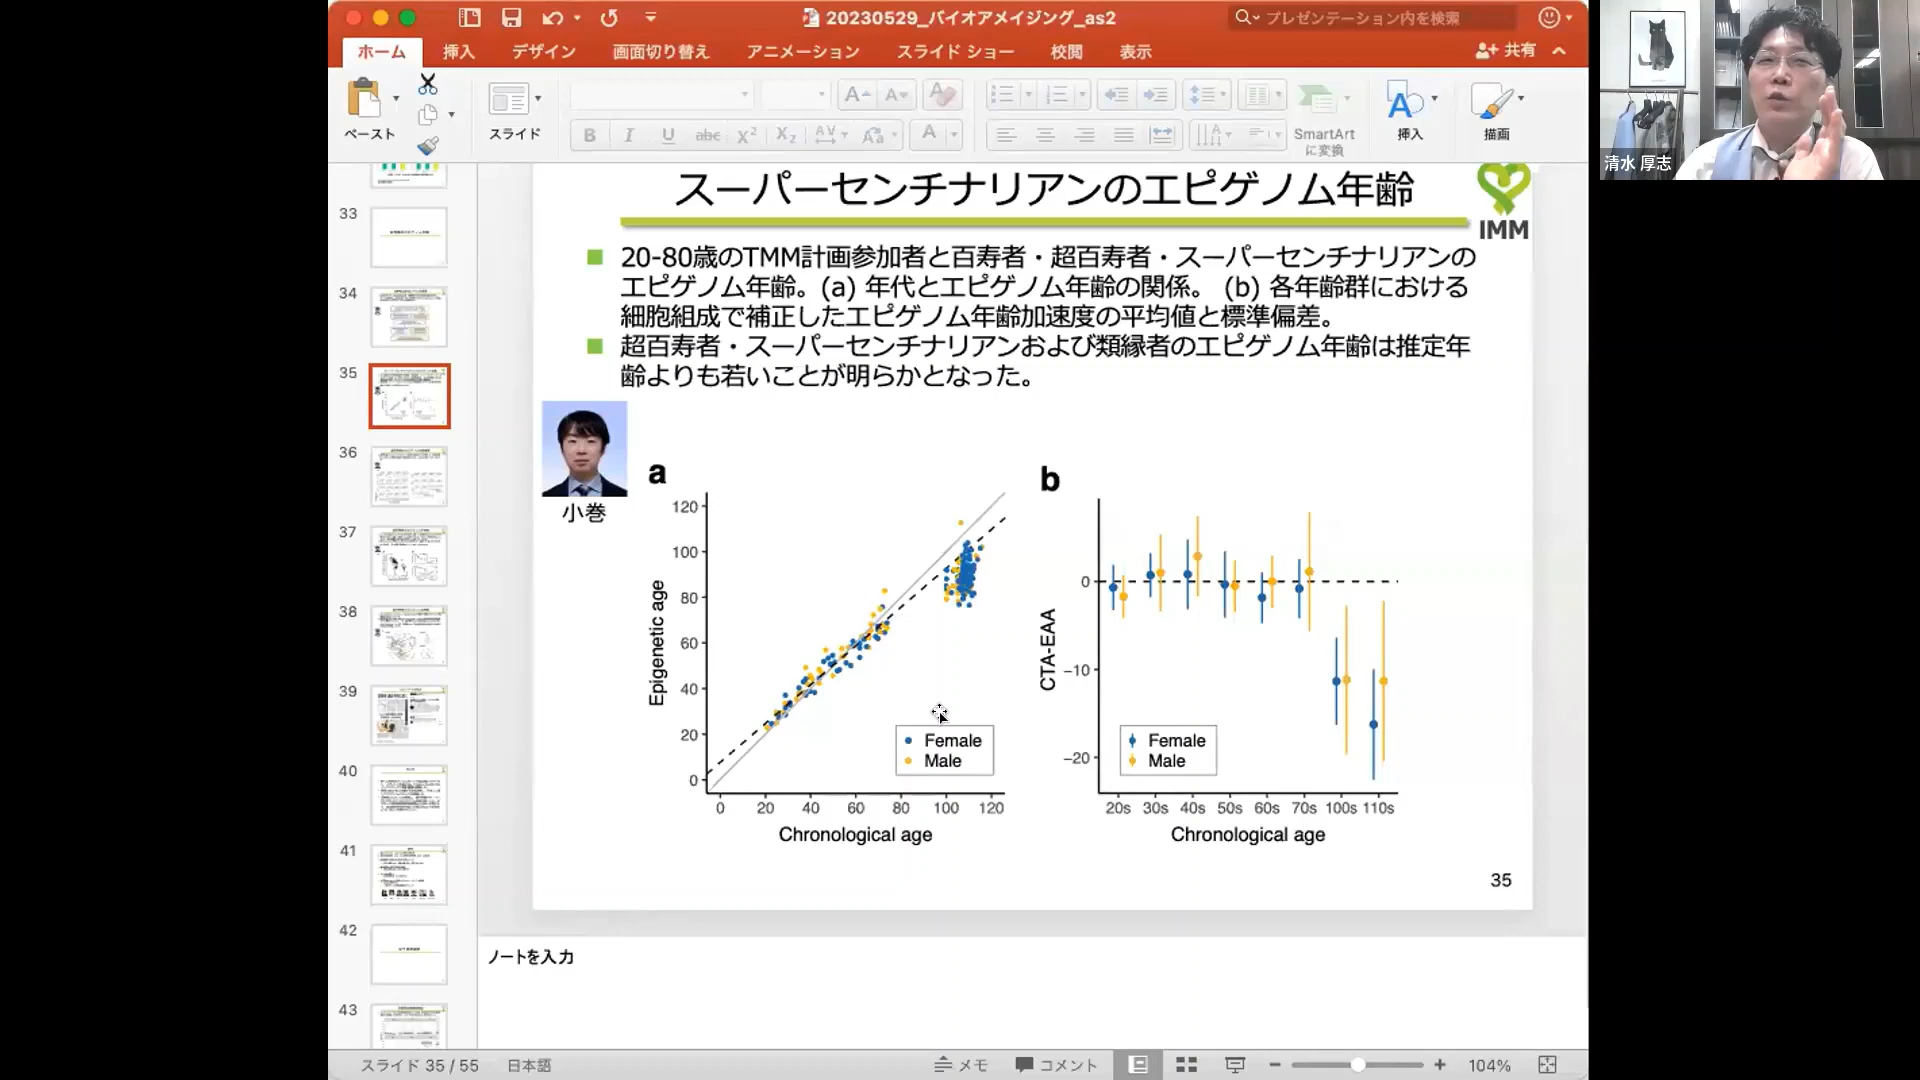 20230529_バイオアメイジング_as2
プレゼンテーション内を検索
ホーム 挿入 デザイン 画面切り替え アニメーション スライド ショー 校閲 表示 共有
ペースト
スライド
SmartArt
に変換
挿入
描画
清水 厚志
33
34
35
36
37
38
39
40
41
42
43
スーパーセンチナリアンのエピゲノム年齢
IMM
20-80歳のTMM計画参加者と百寿者・超百寿者・スーパーセンチナリアンの
エピゲノム年齢。(a) 年代とエピゲノム年齢の関係。 (b) 各年齢群における
細胞組成で補正したエピゲノム年齢加速度の平均値と標準偏差。
超百寿者・スーパーセンチナリアンおよび類縁者のエピゲノム年齢は推定年
齢よりも若いことが明らかとなった。
小巻
a
Epigenetic age
120
100
80
60
40
20
0
0 20 40 60 80 100 120
Chronological age
Female
Male
b
CTA-EAA
0
−10
−20
20s 30s 40s 50s 60s 70s 100s 110s
Chronological age
Female
Male
35
ノートを入力
スライド 35 / 55 日本語 メモ コメント 104%